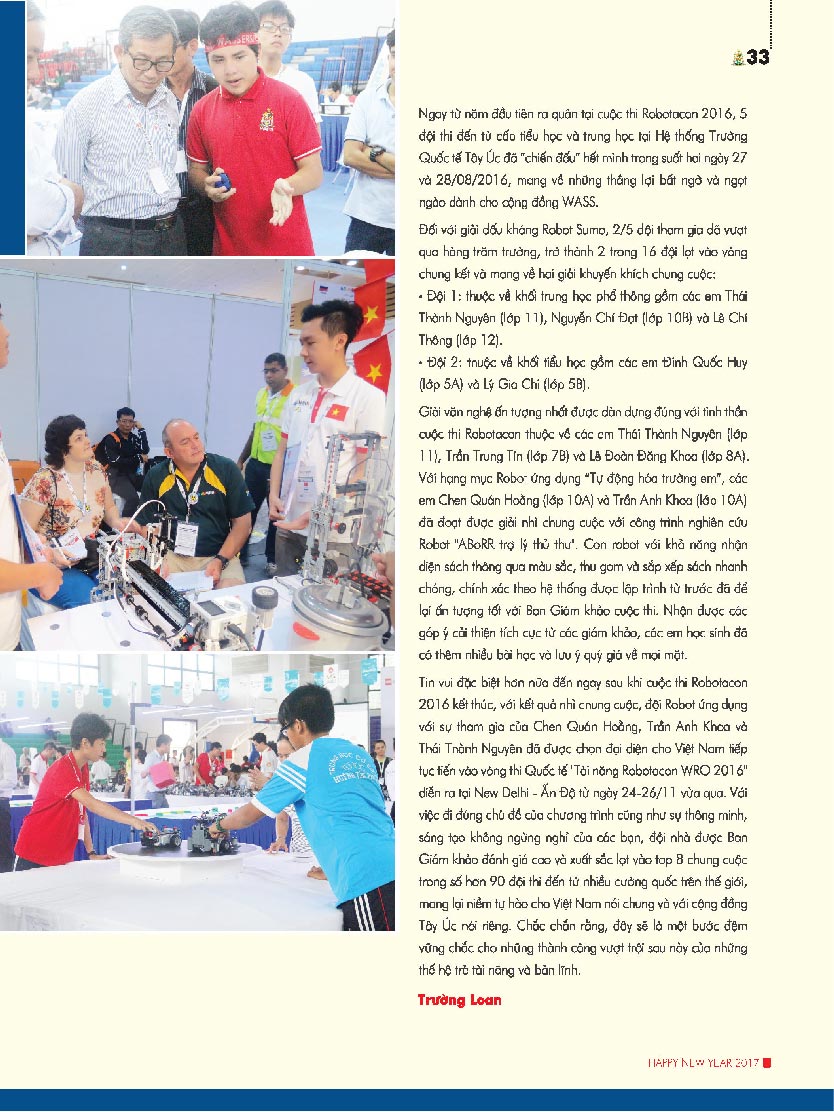 33
Ngay từ năm đầu tiên ra quân tại cuộc thi Robotacon 2016, 5
đội thi đến từ cấp tiểu học và trung học tại Hệ thống Trường
Quốc tế Tây Úc đã "chiến đấu" hết mình trong suốt hai ngày 27
và 28/08/2016, mang về những thắng lợi bất ngờ và ngọt
ngào dành cho cộng đồng WASS.
Đối với giải đấu kháng Robot Sumo, 2/5 đội tham gia đã vượt
qua hàng trăm trường, trở thành 2 trong 16 đội lọt vào vòng
chung kết và mang về hai giải khuyến khích chung cuộc:
• Đội 1: thuộc về khối trung học phổ thông gồm các em Thái
Thành Nguyên (lớp 11), Nguyễn Chí Đạt (lớp 10B) và Lê Chí
Thông (lớp 12).
• Đội 2: thuộc về khối tiểu học gồm các em Đinh Quốc Huy
(lớp 5A) và Lý Gia Chi (lớp 5B).
Giải văn nghệ ấn tượng nhất được dàn dựng đúng với tinh thần
cuộc thi Robotacon thuộc về các em Thái Thành Nguyên (lớp
11), Trần Trung Tín (lớp 7B) và Lê Đoàn Đăng Khoa (lớp 8A).
Với hạng mục Robot ứng dụng "Tự động hóa trường em", các
em Chen Quán Hoằng (lớp 10A) và Trần Anh Khoa (lớp 10A)
đã đoạt được giải nhì chung cuộc với công trình nghiên cứu
Robot "ABoRR trợ lý thủ thư". Con robot với khả năng nhận
diện sách thông qua màu sắc, thu gom và sắp xếp sách nhanh
chóng, chính xác theo hệ thống được lập trình từ trước đã để
lại ấn tượng tốt với Ban Giám khảo cuộc thi. Nhận được các
góp ý cải thiện tích cực từ các giám khảo, các em học sinh đã
có thêm nhiều bài học và lưu ý quý giá về mọi mặt.
Tin vui đặc biệt hơn nữa đến ngay sau khi cuộc thi Robotacon
2016 kết thúc, với kết quả nhì chung cuộc, đội Robot ứng dụng
với sự tham gia của Chen Quán Hoằng, Trần Anh Khoa và
Thái Thành Nguyên đã được chọn đại diện cho Việt Nam tiếp
tục tiến vào vòng thi Quốc tế "Tài năng Robotacon WRO 2016"
diễn ra tại New Delhi - Ấn Độ từ ngày 24-26/11 vừa qua. Với
việc đi đúng chủ đề của chương trình cũng như sự thông minh,
sáng tạo không ngừng nghỉ của các bạn, đội nhà được Ban
Giám khảo đánh giá cao và xuất sắc lọt vào top 8 chung cuộc
trong số hơn 90 đội thi đến từ nhiều cường quốc trên thế giới,
mang lại niềm tự hào cho Việt Nam nói chung và với cộng đồng
Tây Úc nói riêng. Chắc chắn rằng, đây sẽ là một bước đệm
vững chắc cho những thành công vượt trội sau này của những
thế hệ trẻ tài năng và bản lĩnh.
Trường Loan
HAPPY NEW YEAR 2017